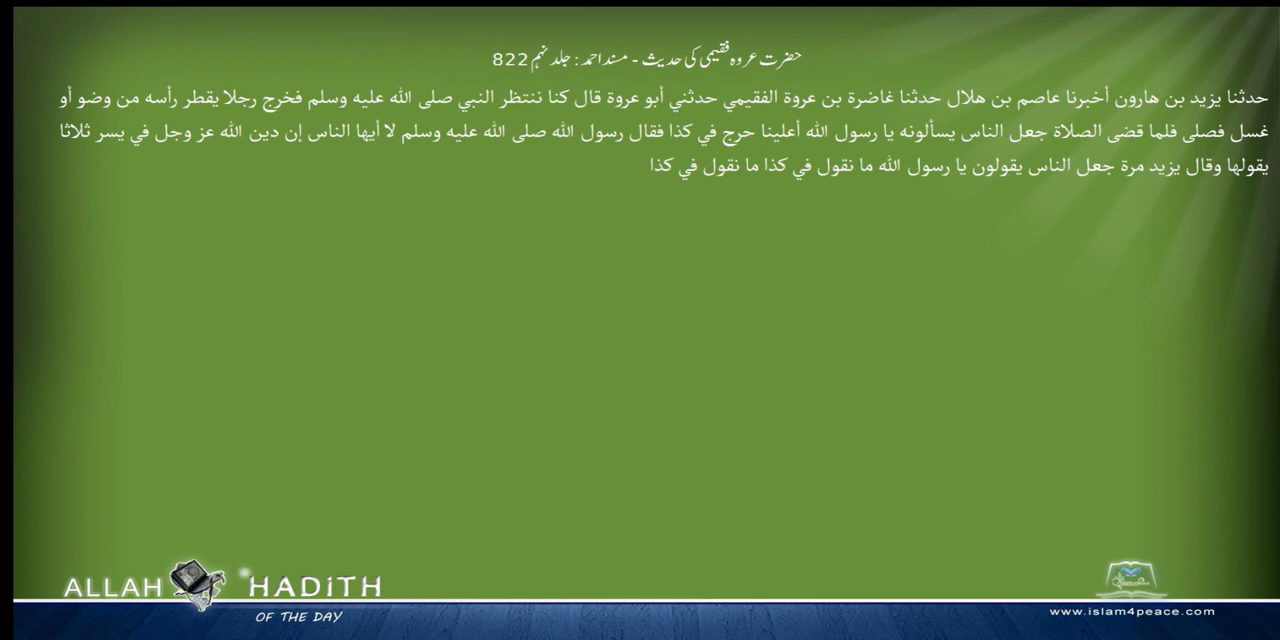 حضرت عروہ فقیمی کی حدیث - مسند احمد : جلد نہم 822
حدثنا يزيد بن هارون أخبرنا عاصم بن هلال حدثنا غاضرة بن عروة الفقيمي حدثني أبو عروة قال كنا ننتظر النبي صلى الله عليه وسلم فخرج رجلا يقطر رأسه من وضو أو
غسل فصلى فلما قضى الصلاة جعل الناس يسألونه يا رسول الله أعلينا حرج في كذا فقال رسول الله صلى الله عليه وسلم لا أيها الناس إن دين الله عز وجل في يسر ثلاثا
يقولها وقال يزيد مرة جعل الناس يقولون يا رسول الله ما نقول في كذا ما نقول في كذا
ALLAH HADITH
OF THE DAY
www.islam4peace.com